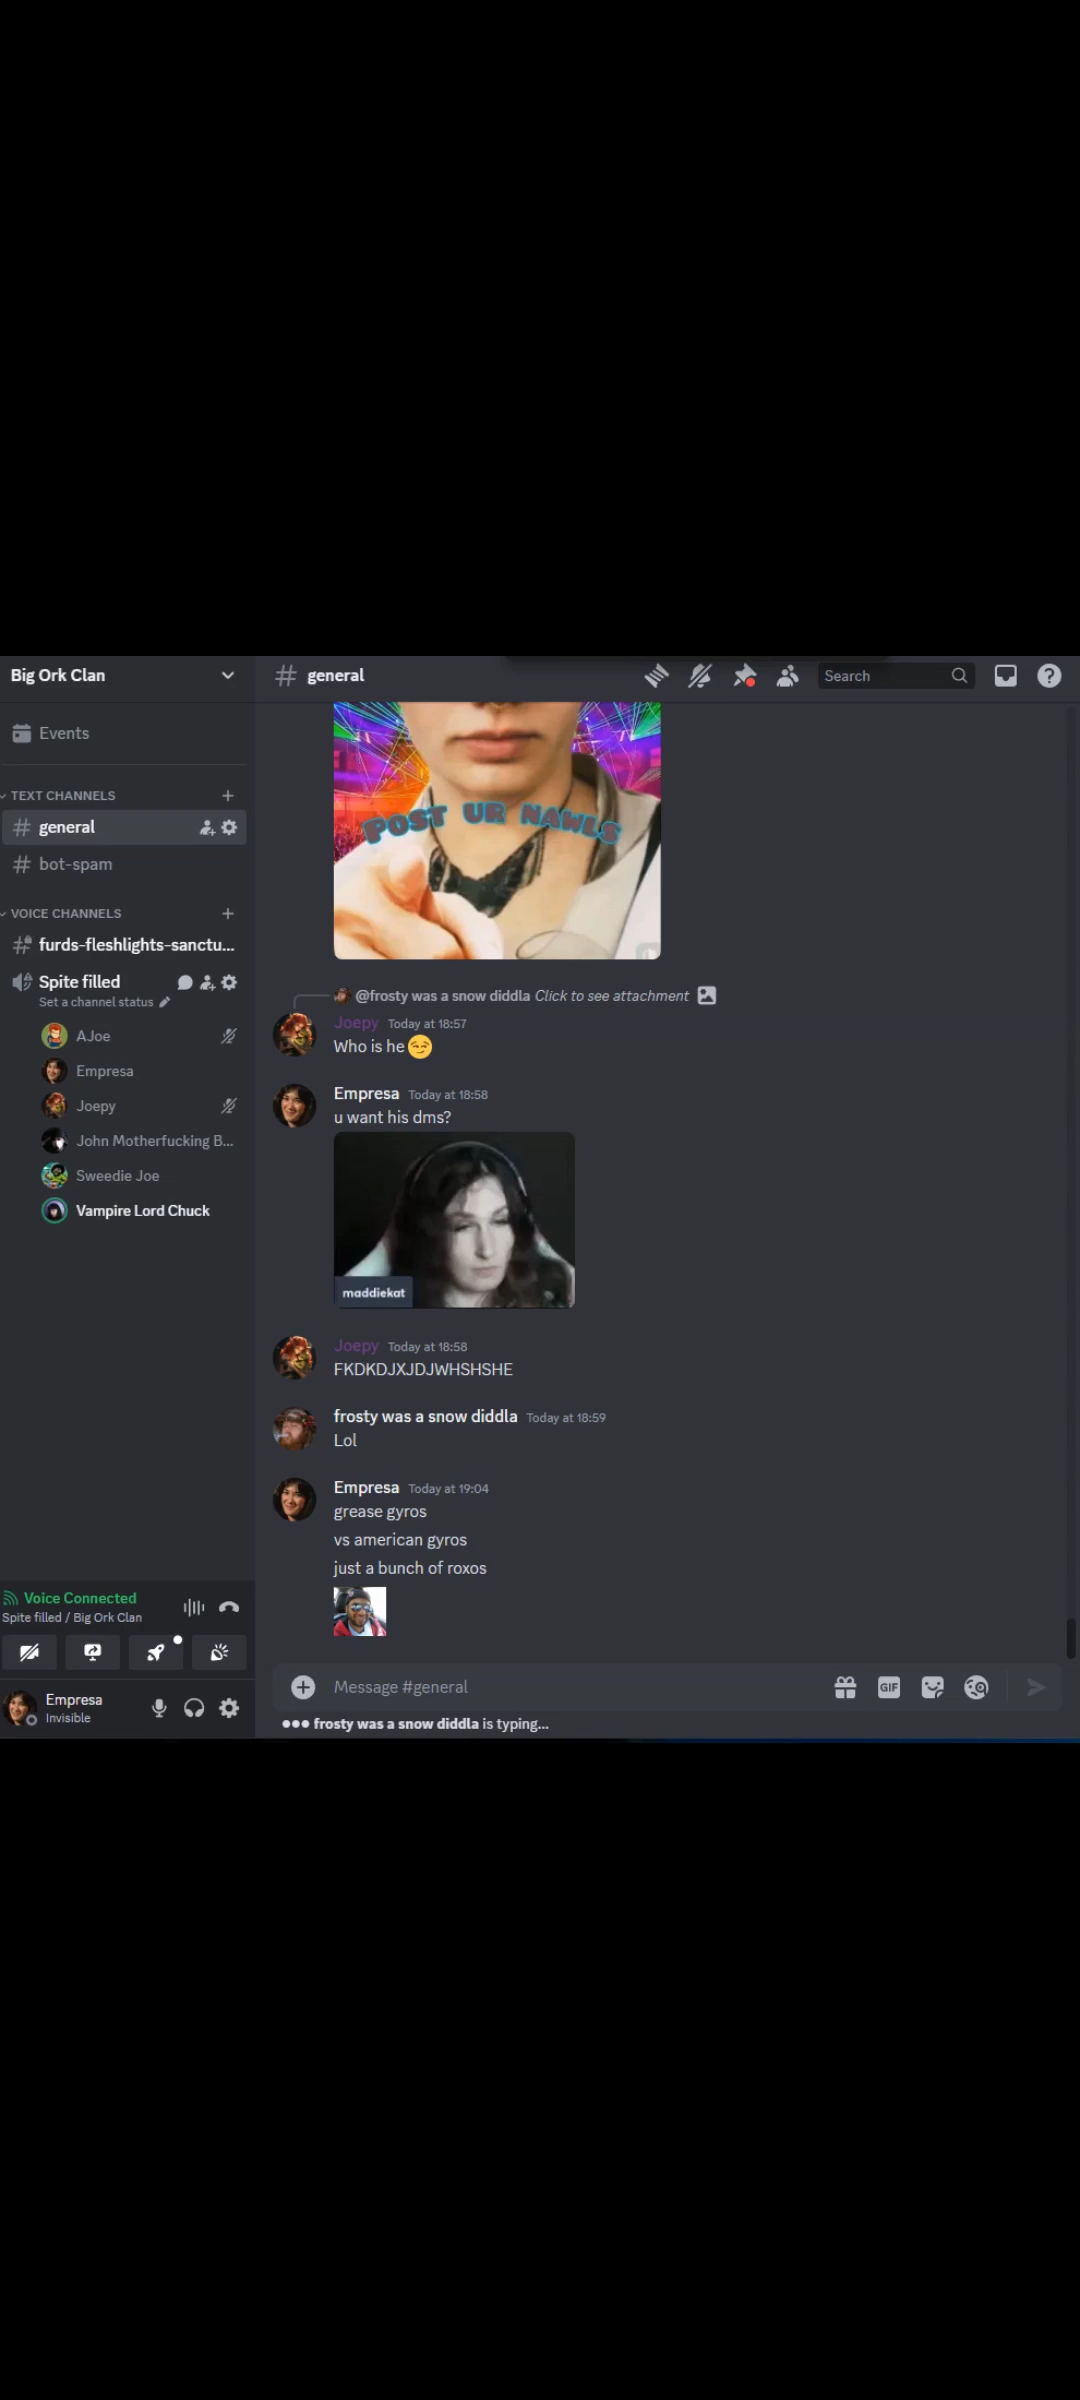 Big Ork Clan
general
Search
Events
TEXT CHANNELS
general
bot-spam
VOICE CHANNELS
furds-fleshlights-sanctu...
Spite filled
Set a channel status
AJoe
Empresa
Joepy
John Motherfucking B...
Sweedie Joe
Vampire Lord Chuck
Voice Connected
Spite filled / Big Ork Clan
Empresa
Invisible
POST UR NAWLS
@frosty was a snow diddla Click to see attachment
Joepy Today at 18:57
Who is he
Empresa Today at 18:58
u want his dms?
maddiekat
Joepy Today at 18:58
FKDKDJXJDJWHSHSHE
frosty was a snow diddla Today at 18:59
Lol
Empresa Today at 19:04
grease gyros
vs american gyros
just a bunch of roxos
Message #general
GIF
frosty was a snow diddla is typing...